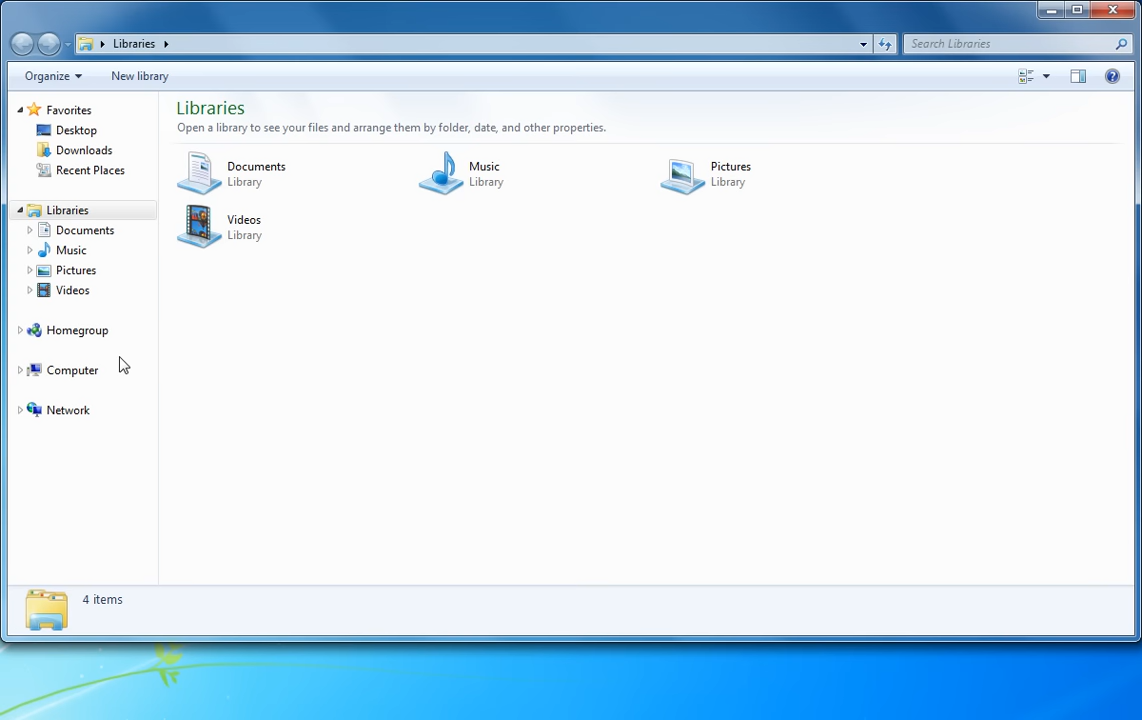 Libraries
Search Libraries
Organize
New library
Favorites
Desktop
Downloads
Recent Places
Libraries
Documents
Music
Pictures
Videos
Homegroup
Computer
Network
Libraries
Open a library to see your files and arrange them by folder, date, and other properties.
Documents
Library
Music
Library
Pictures
Library
Videos
Library
4 items